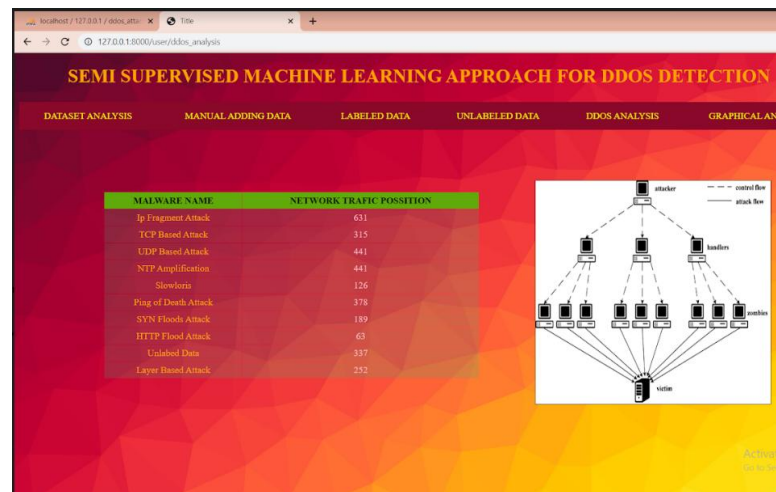 localhost / 127.0.0.1 / ddos_atta
Title
127.0.0.1:8000/user/ddos_analysis
SEMI SUPERVISED MACHINE LEARNING APPROACH FOR DDOS DETECTION
DATASET ANALYSIS MANUAL ADDING DATA LABELED DATA UNLABELED DATA DDOS ANALYSIS GRAPHICAL AN
MALWARE NAME NETWORK TRAFIC POSSITION
Ip Fragment Attack 631
TCP Based Attack 315
UDP Based Attack 441
NTP Amplification 441
Slowloris 126
Ping of Death Attack 378
SYN Floods Attack 189
HTTP Flood Attack 63
Unlabed Data 337
Layer Based Attack 252
attacker
control flow
attack flow
handlers
zombies
victim
Activa
Go to Se